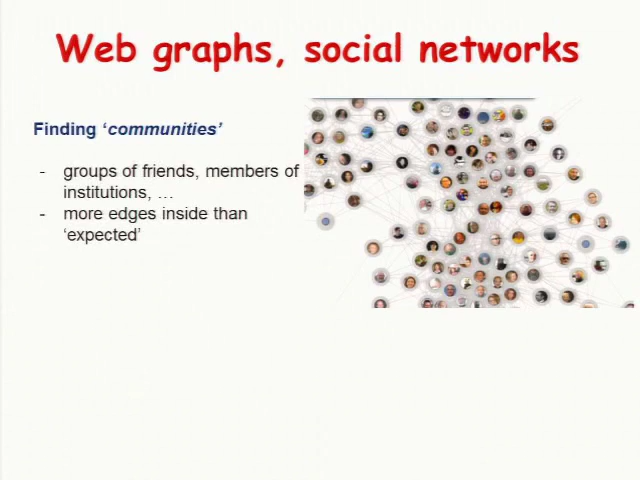 Web graphs, social networks
Finding ‘communities’
- groups of friends, members of
institutions, …
- more edges inside than
‘expected’